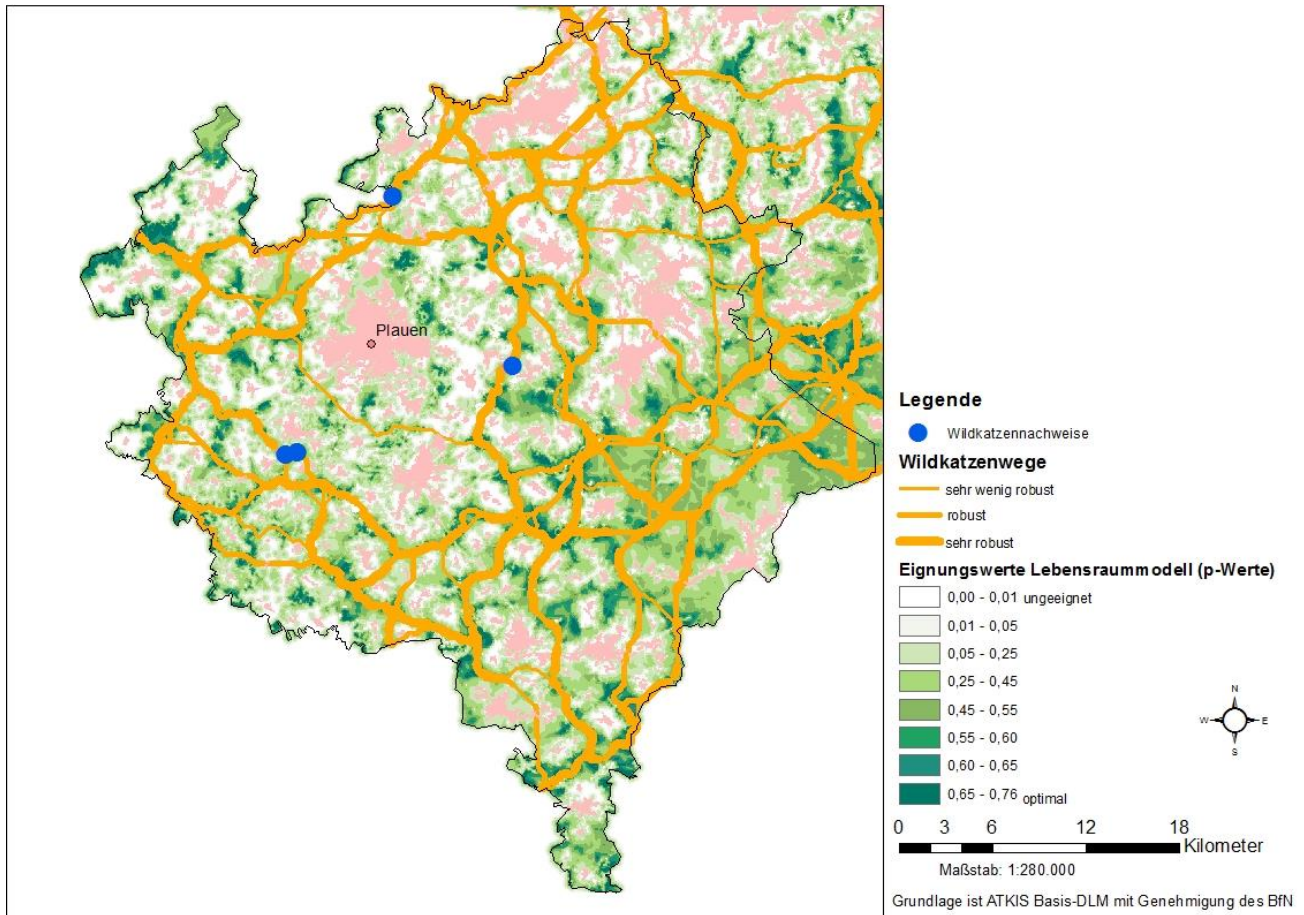 Plauen
Legende
Wildkatzennachweise
Wildkatzenwege
sehr wenig robust
robust
sehr robust
Eignungswerte Lebensraummodell (p-Werte)
0,00 - 0,01 ungeeignet
0,01 - 0,05
0,05 - 0,25
0,25 - 0,45
0,45 - 0,55
0,55 - 0,60
0,60 - 0,65
0,65 - 0,76 optimal
N
W E
S
0 3 6 12 18
Kilometer
Maßstab: 1:280.000
Grundlage ist ATKIS Basis-DLM mit Genehmigung des BfN